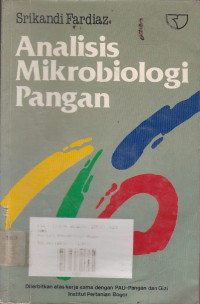 Srikandi Fardiaz
Analisis
Mikrobiologi
Pangan
Diterbitkan atas kerja sama dengan PAU-Pangan dan Gizi
Institut Pertanian Bogor